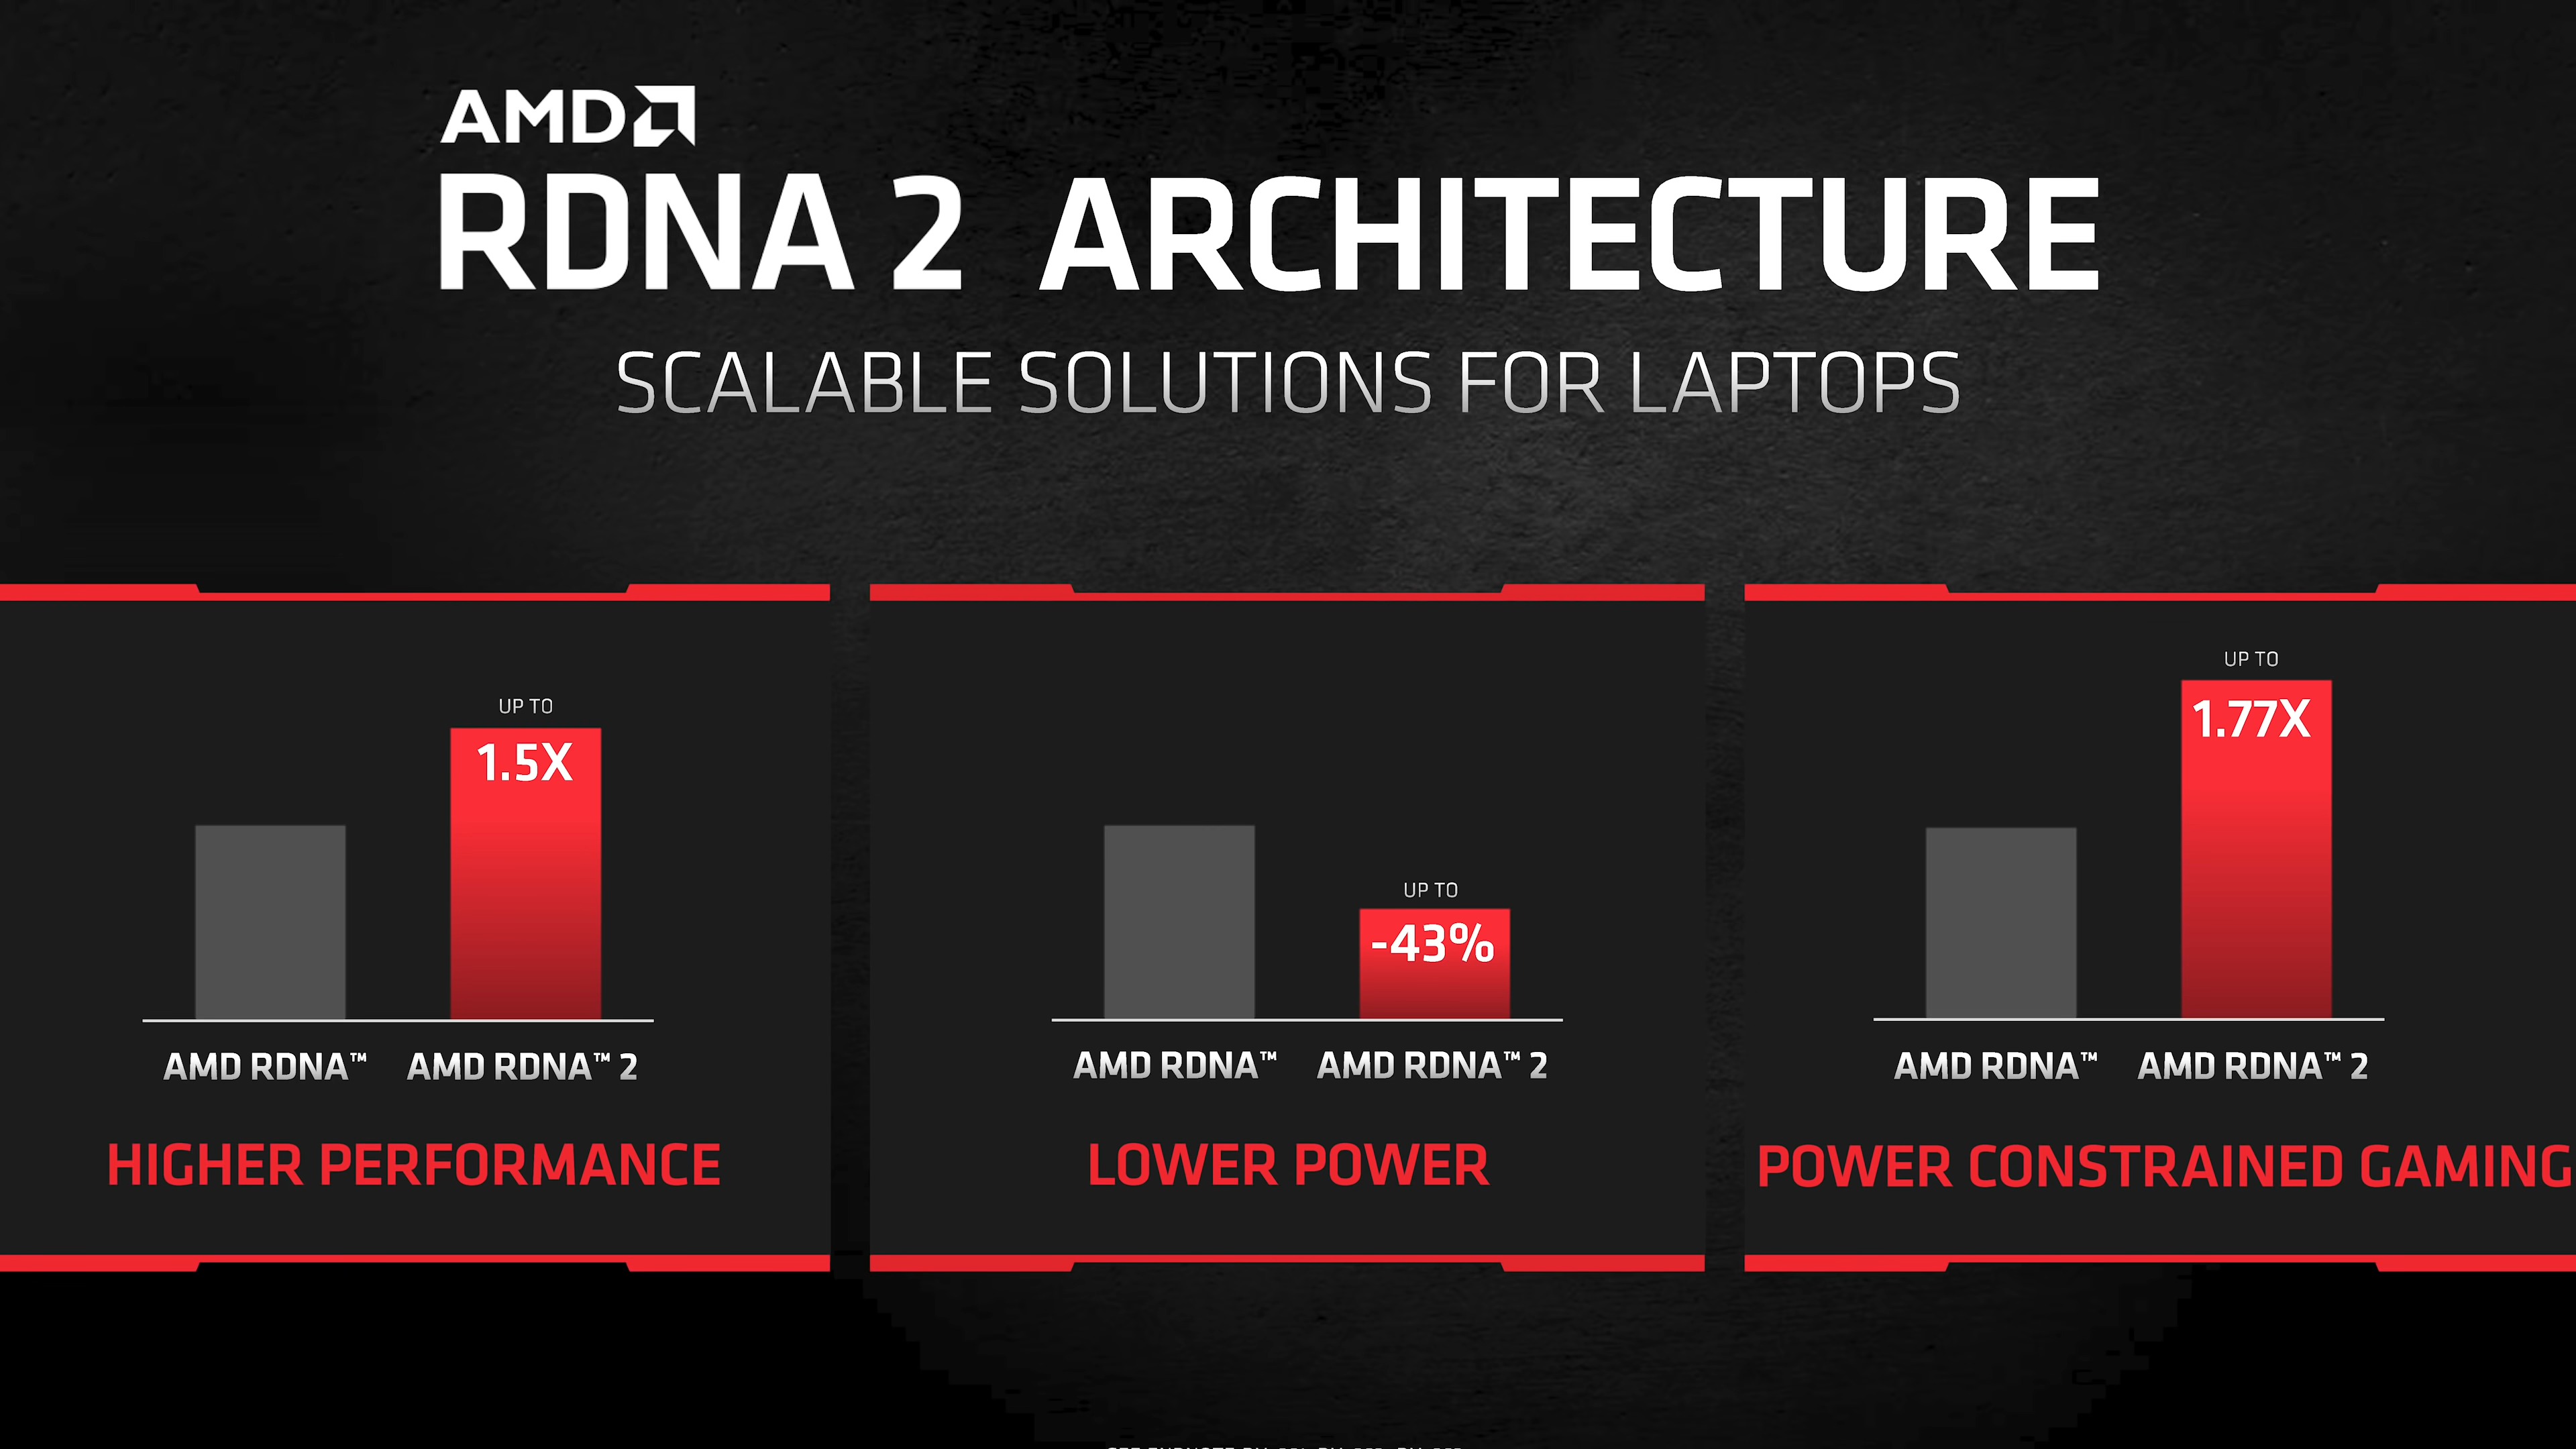 AMD
RDNA 2 ARCHITECTURE
SCALABLE SOLUTIONS FOR LAPTOPS
UP TO
1.5X
AMD RDNA™ AMD RDNA™ 2
HIGHER PERFORMANCE
UP TO
-43%
AMD RDNA™ AMD RDNA™ 2
LOWER POWER
UP TO
1.77X
AMD RDNA™ AMD RDNA™ 2
POWER CONSTRAINED GAMING